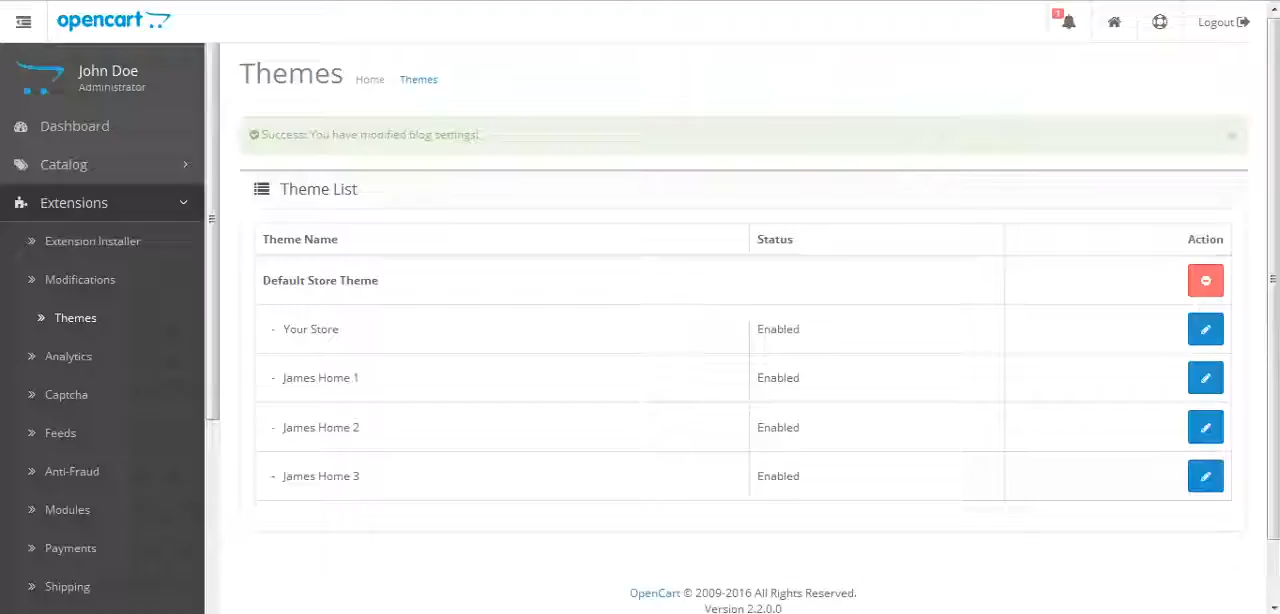 opencart
1
Logout
John Doe
Administrator
Dashboard
Catalog
Extensions
Extension Installer
Modifications
Themes
Analytics
Captcha
Feeds
Anti-Fraud
Modules
Payments
Shipping
Themes Home Themes
Success: You have modified blog settings!
Theme List
Theme Name Status Action
Default Store Theme
- Your Store Enabled
- James Home 1 Enabled
- James Home 2 Enabled
- James Home 3 Enabled
OpenCart © 2009-2016 All Rights Reserved.
Version 2.2.0.0